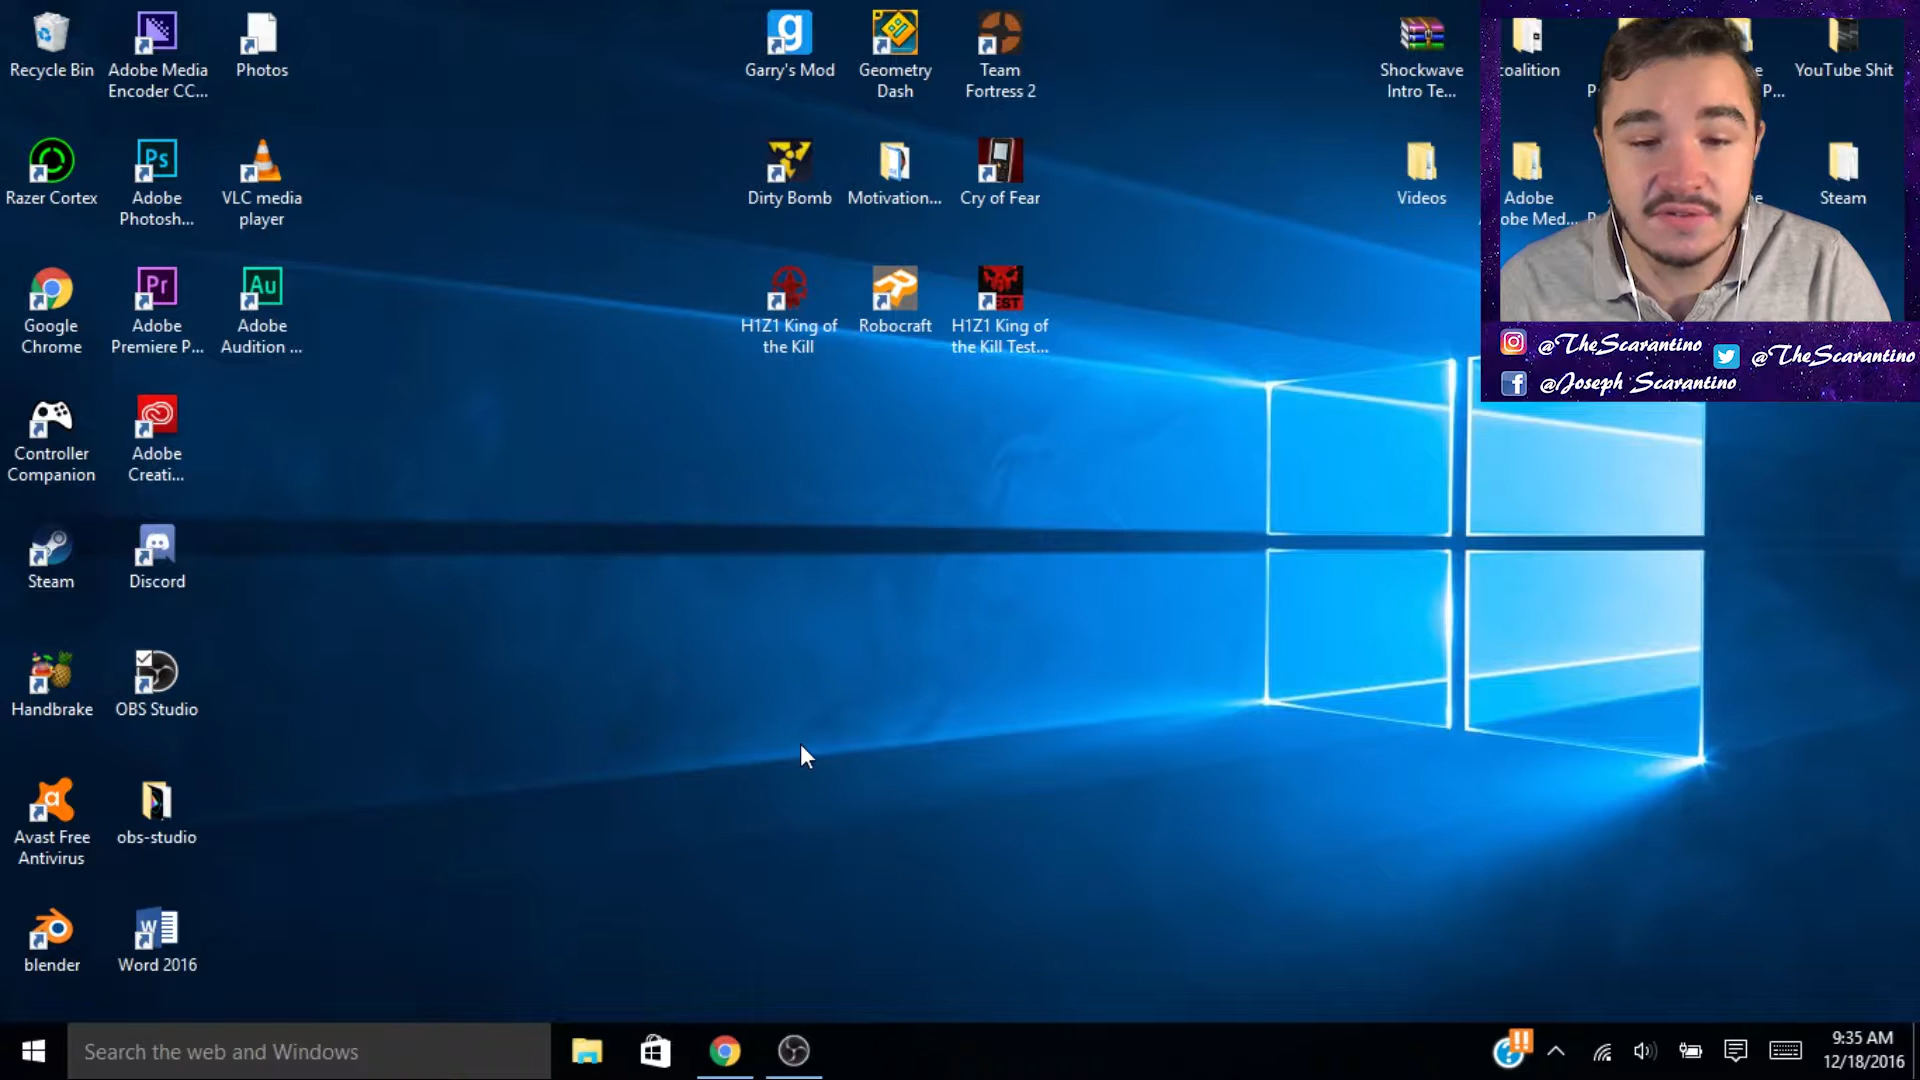 Recycle Bin
Adobe Media
Encoder CC...
Photos
Garry's Mod
Geometry
Dash
Team
Fortress 2
Shockwave
Intro Te...
coalition
YouTube Shit
Razer Cortex
Adobe
Photosh...
VLC media
player
Dirty Bomb
Motivation...
Cry of Fear
Videos
Adobe
obe Med...
Steam
Google
Chrome
Adobe
Premiere P...
Adobe
Audition ...
H1Z1 King of
the Kill
Robocraft
H1Z1 King of
the Kill Test...
@TheScarantino
@TheScarantino
@Joseph Scarantino
Controller
Companion
Adobe
Creati...
Steam
Discord
Handbrake
OBS Studio
Avast Free
Antivirus
obs-studio
blender
Word 2016
Search the web and Windows
9:35 AM
12/18/2016